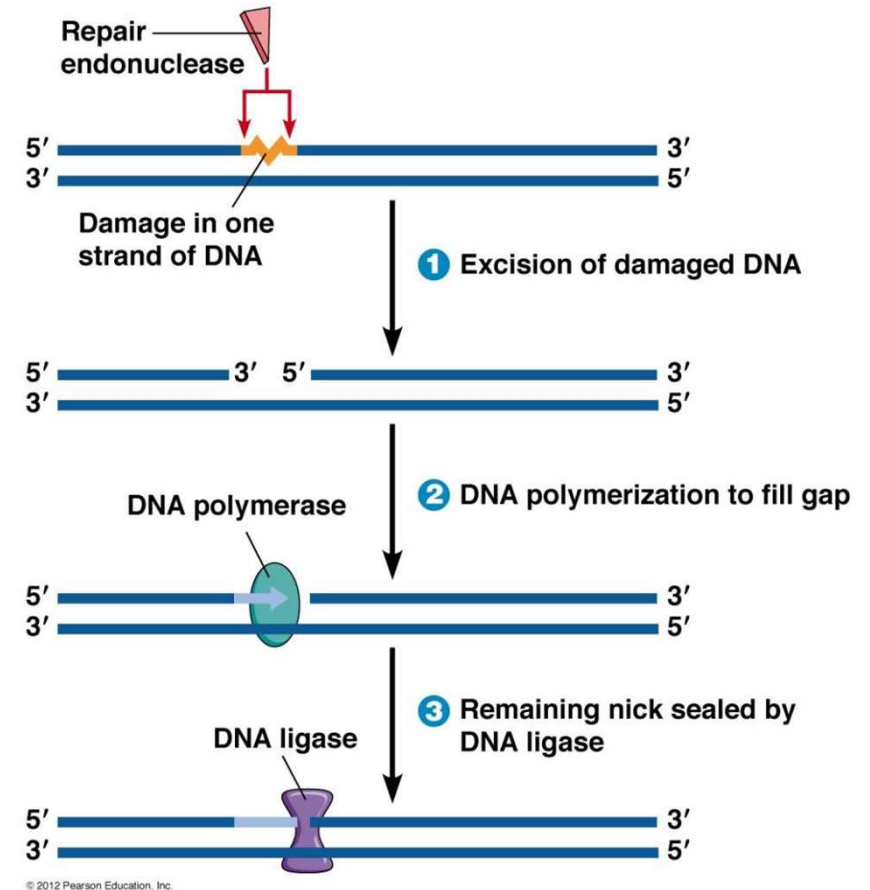 Repair
endonuclease
5′ 3′
3′ 5′
Damage in one
strand of DNA
1 Excision of damaged DNA
5′ 3′ 5′ 3′
3′ 5′
2 DNA polymerization to fill gap
DNA polymerase
5′ 3′
3′ 5′
3 Remaining nick sealed by
DNA ligase
DNA ligase
5′ 3′
3′ 5′
© 2012 Pearson Education, Inc.